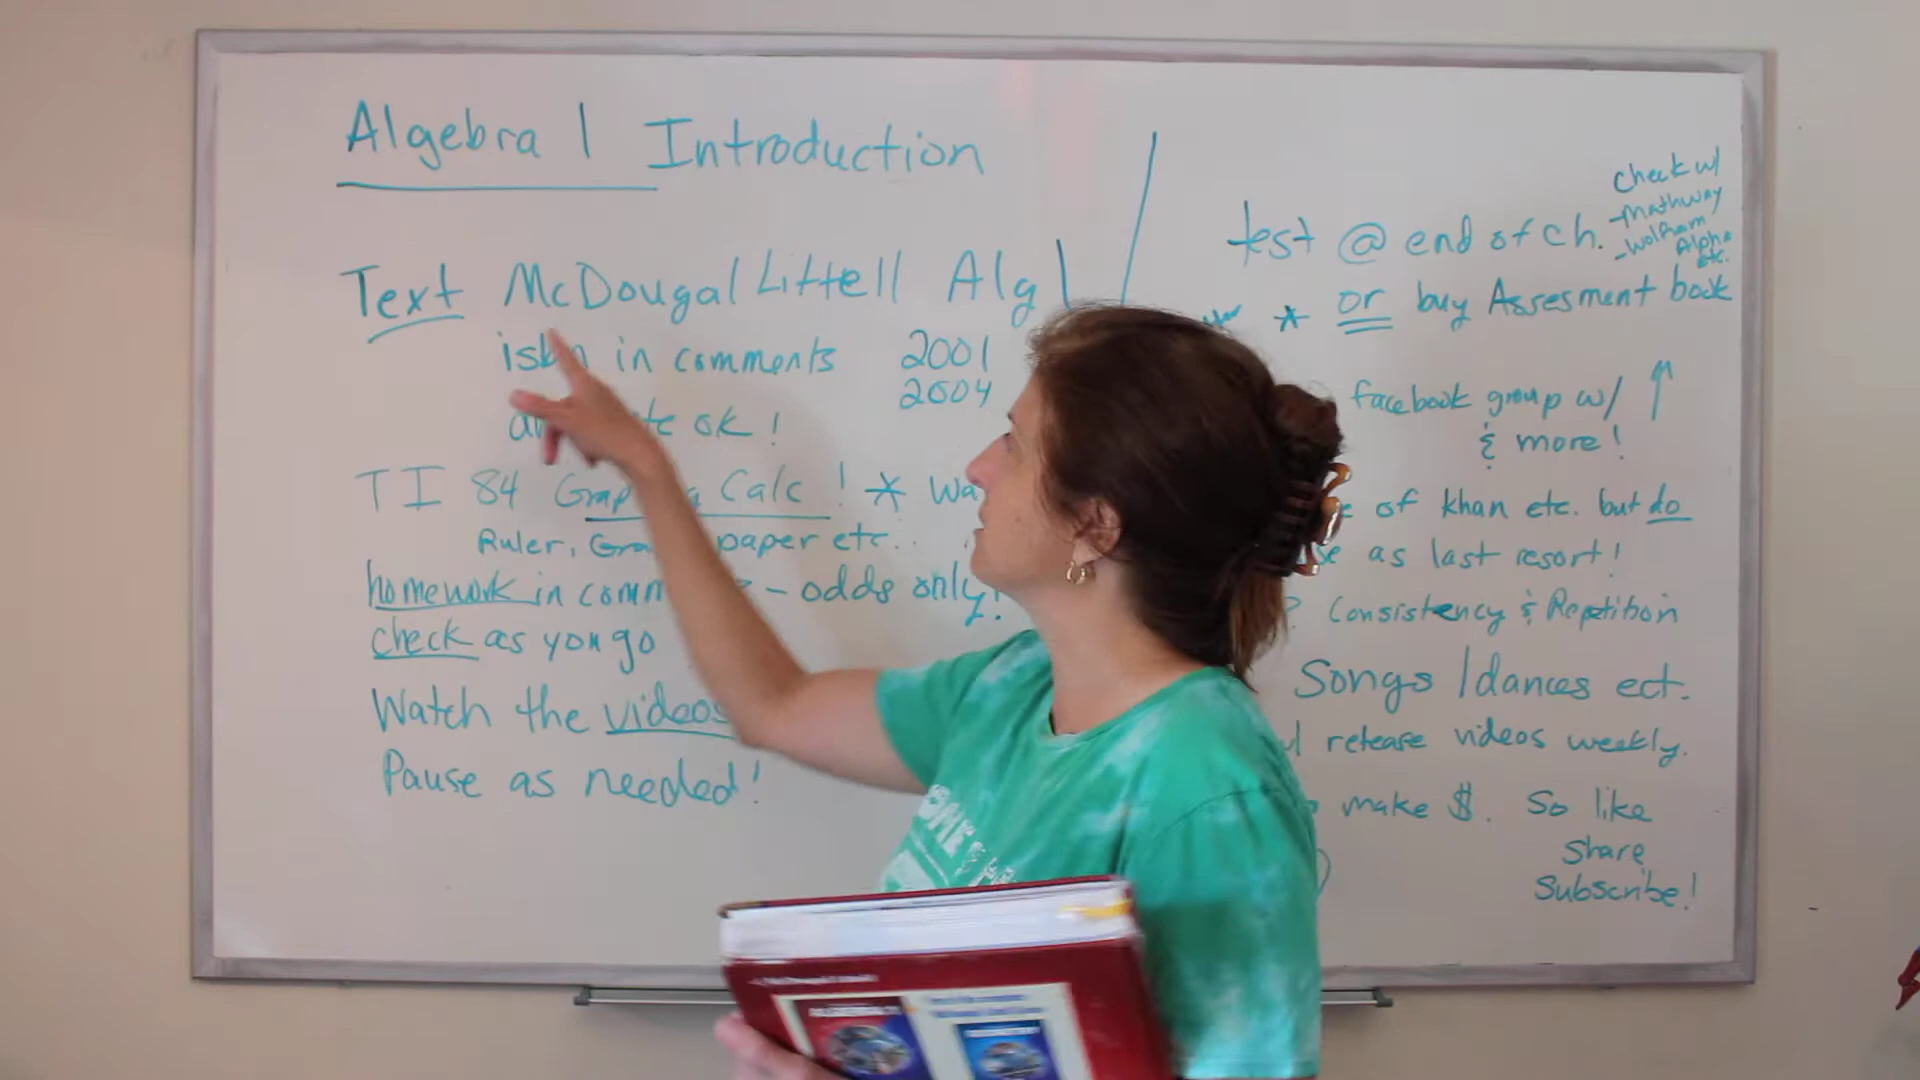 Algebra 1 Introduction
Text McDougal Littell Alg 1
isbn in comments 2001
2004
ok!
TI 84 Calc! *
Ruler, paper etc.
homework in - odds only!
check as you go
Watch the videos
Pause as needed!
check w/
-mathway
-Wolfram
Alpha
etc.
test @ end of ch.
* or buy Assesment book
facebook group w/
& more!
of khan etc. but do
as last resort!
? Consistency & Repetition
Songs / dances ect.
release videos weekly.
make $. So like
Share
Subscribe!
ALGEBRA 1